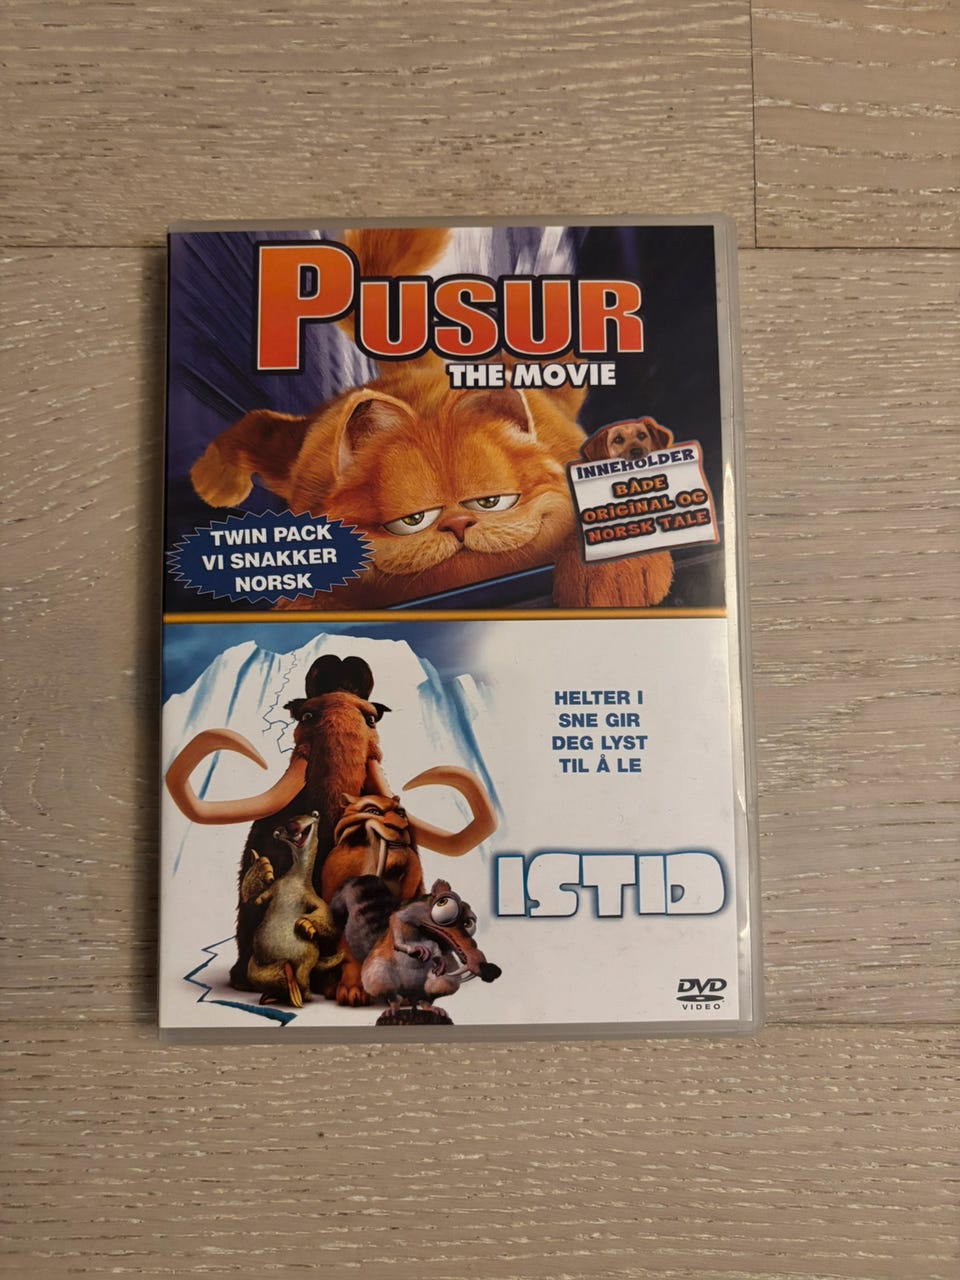 PUSUR
THE MOVIE
INNEHOLDER
BÅDE
ORIGINAL OG
NORSK TALE
TWIN PACK
VI SNAKKER
NORSK
HELTER I
SNE GIR
DEG LYST
TIL Å LE
ISTID
DVD
VIDEO